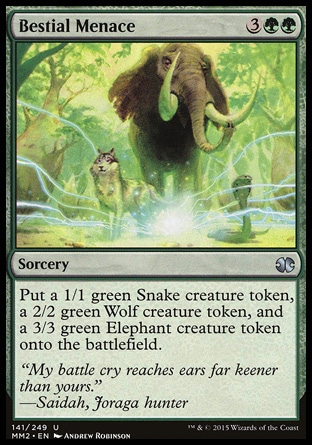 Bestial Menace 3
Sorcery
Put a 1/1 green Snake creature token,
a 2/2 green Wolf creature token, and
a 3/3 green Elephant creature token
onto the battlefield.
“My battle cry reaches ears far keener
than yours.”
—Saidah, Joraga hunter
141/249 U
MM2 • EN Andrew Robinson ™ & © 2015 Wizards of the Coast